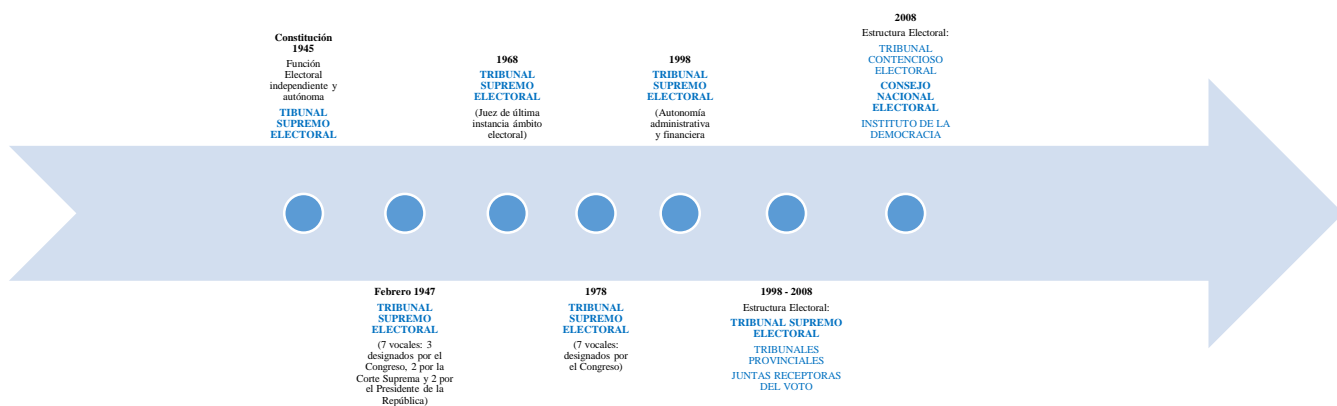 Constitución
1945
Función
Electoral
independiente y
autónoma
TIBUNAL
SUPREMO
ELECTORAL
Febrero 1947
TRIBUNAL
SUPREMO
ELECTORAL
(7 vocales: 3
designados por el
Congreso, 2 por la
Corte Suprema y 2 por
el Presidente de la
República)
1968
TRIBUNAL
SUPREMO
ELECTORAL
(Juez de última
instancia ámbito
electoral)
1978
TRIBUNAL
SUPREMO
ELECTORAL
(7 vocales:
designados por
el Congreso)
1998
TRIBUNAL
SUPREMO
ELECTORAL
(Autonomía
administrativa
y financiera
1998 - 2008
Estructura Electoral:
TRIBUNAL SUPREMO
ELECTORAL
TRIBUNALES
PROVINCIALES
JUNTAS RECEPTORAS
DEL VOTO
2008
Estructura Electoral:
TRIBUNAL
CONTENCIOSO
ELECTORAL
CONSEJO
NACIONAL
ELECTORAL
INSTITUTO DE LA
DEMOCRACIA